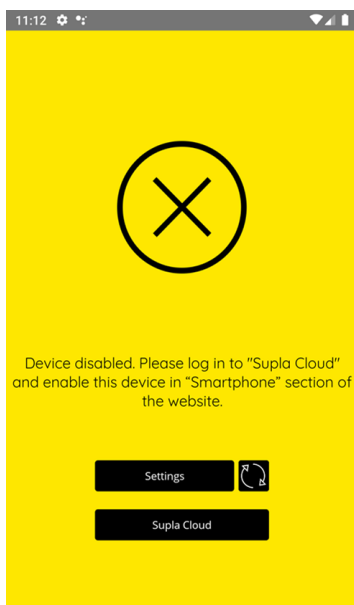 11:12
Device disabled. Please log in to "Supla Cloud"
and enable this device in “Smartphone” section of
the website.
Settings
Supla Cloud